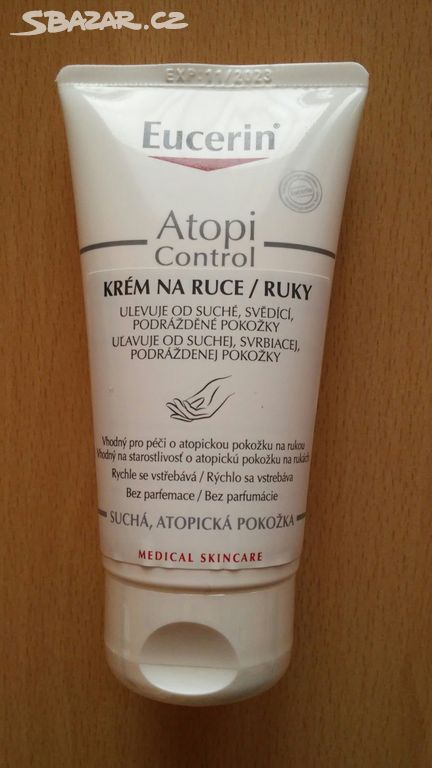 SBAZAR.CZ
EXP. 11/2023
Eucerin®
Atopi
Control
KRÉM NA RUCE / RUKY
ULEVUJE OD SUCHÉ, SVĚDÍCÍ,
PODRÁŽDĚNÉ POKOŽKY
UĽAVUJE OD SUCHEJ, SVRBIACEJ,
PODRÁŽDENEJ POKOŽKY
Vhodný pro péči o atopickou pokožku na rukou
Vhodný na starostlivosť o atopickú pokožku na rukách
Rychle se vstřebává / Rýchlo sa vstrebáva
Bez parfemace / Bez parfumácie
SUCHÁ, ATOPICKÁ POKOŽKA
MEDICAL SKINCARE